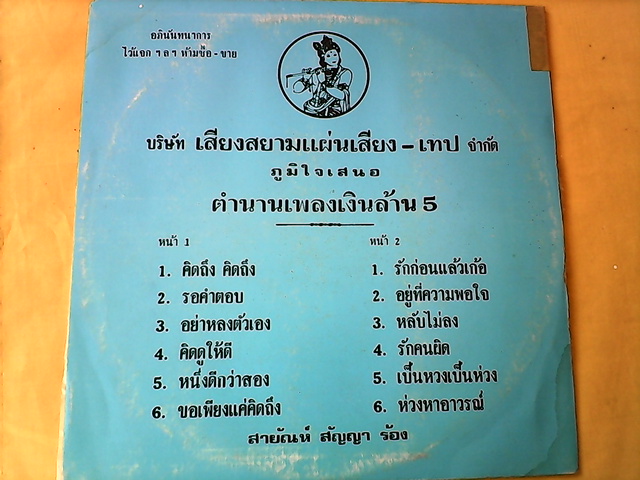 อภินันทนาการ
ไว้แจก ฯลฯ ห้ามซื้อ - ขาย
บริษัท เสียงสยามแผ่นเสียง - เทป จำกัด
ภูมิใจเสนอ
ตำนานเพลงเงินล้าน 5
หน้า 1
1. คิดถึง คิดถึง
2. รอคำตอบ
3. อย่าหลงตัวเอง
4. คิดดูให้ดี
5. หนึ่งดีกว่าสอง
6. ขอเพียงแค่คิดถึง
หน้า 2
1. รักก่อนแล้วเก้อ
2. อยู่ที่ความพอใจ
3. หลับไม่ลง
4. รักคนผิด
5. เป็นหวงเป็นห่วง
6. ห่วงหาอาวรณ์
สายัณห์ สัญญา ร้อง